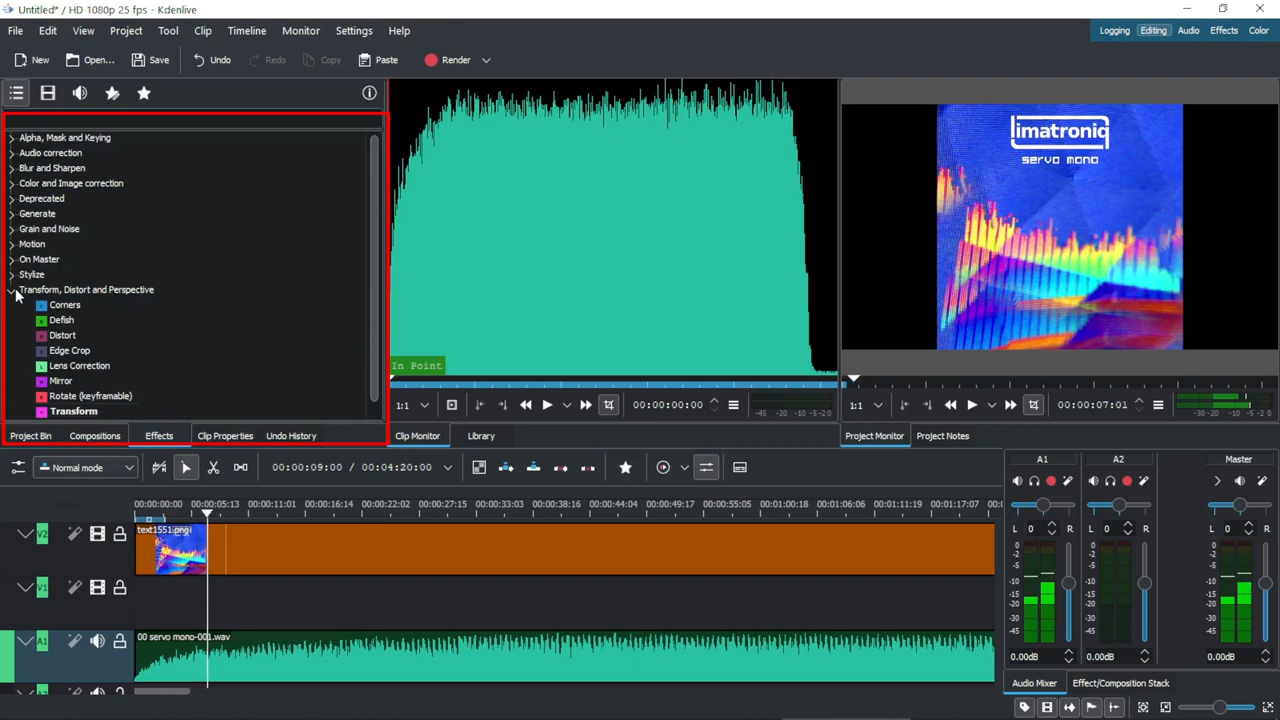 Untitled* / HD 1080p 25 fps - Kdenlive
File Edit View Project Tool Clip Timeline Monitor Settings Help
Logging Editing Audio Effects Color
New Open... Save Undo Redo Copy Paste Render
Alpha, Mask and Keying
Audio correction
Blur and Sharpen
Color and Image correction
Deprecated
Generate
Grain and Noise
Motion
On Master
Stylize
Transform, Distort and Perspective
Corners
Defish
Distort
Edge Crop
Lens Correction
Mirror
Rotate (keyframable)
Transform
Project Bin Compositions Effects Clip Properties Undo History
In Point
1:1 00:00:00:00 -45 -20 -10 -5 -2 0
Clip Monitor Library
limatroniq
servo mono
1:1 00:00:07:01 -30 -20 -10 -5 -2 0
Project Monitor Project Notes
Normal mode 00:00:09:00 / 00:04:20:00
00:00:00:00 00:00:05:13 00:00:11:01 00:00:16:14 00:00:22:02 00:00:27:15 00:00:33:03 00:00:38:16 00:00:44:04 00:00:49:17 00:00:55:05 00:01:00:18 00:01:06:06 00:01:11:19 00:01:17:07
V2 text1551(png)
V1
A1 00 servo mono-001.wav
A1 A2 Master
L 0 R L 0 R L 0 R
0 0 0
-2 -2 -2
-5 -5 -5
-10 -10 -10
-15 -15 -15
-20 -20 -20
-30 -30 -30
-45 -45 -45
0.00dB 0.00dB 0.00dB
Audio Mixer Effect/Composition Stack